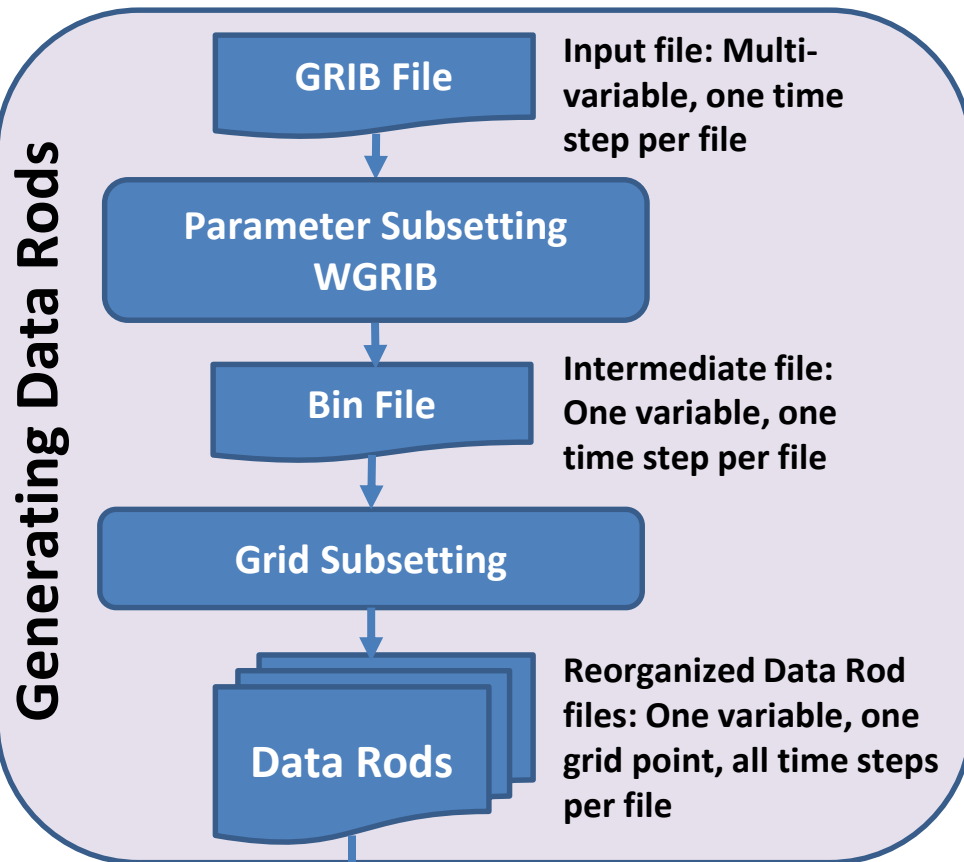 Generating Data Rods
GRIB File
Input file: Multi-
variable, one time
step per file
Parameter Subsetting
WGRIB
Bin File
Intermediate file:
One variable, one
time step per file
Grid Subsetting
Data Rods
Reorganized Data Rod
files: One variable, one
grid point, all time steps
per file